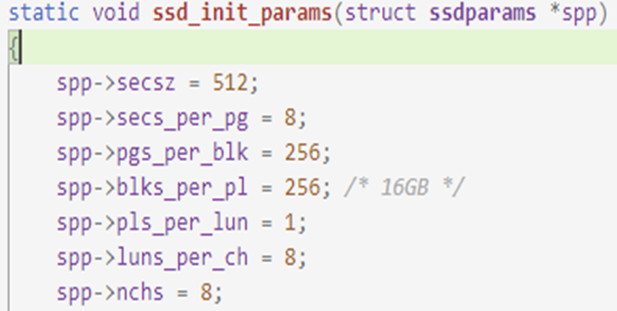 static void ssd_init_params(struct ssdparams *spp)
{
spp->secsz = 512;
spp->secs_per_pg = 8;
spp->pgs_per_blk = 256;
spp->blks_per_pl = 256; /* 16GB */
spp->pls_per_lun = 1;
spp->luns_per_ch = 8;
spp->nchs = 8;